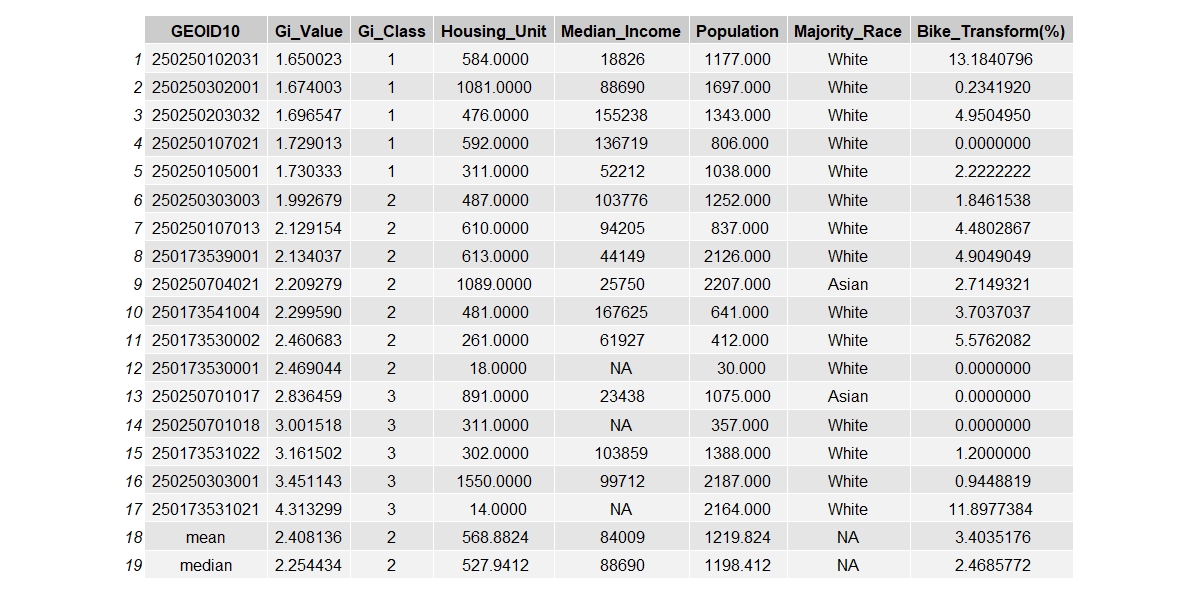 GEOID10 Gi_Value Gi_Class Housing_Unit Median_Income Population Majority_Race Bike_Transform(%)
1 250250102031 1.650023 1 584.0000 18826 1177.000 White 13.1840796
2 250250302001 1.674003 1 1081.0000 88690 1697.000 White 0.2341920
3 250250203032 1.696547 1 476.0000 155238 1343.000 White 4.9504950
4 250250107021 1.729013 1 592.0000 136719 806.000 White 0.0000000
5 250250105001 1.730333 1 311.0000 52212 1038.000 White 2.2222222
6 250250303003 1.992679 2 487.0000 103776 1252.000 White 1.8461538
7 250250107013 2.129154 2 610.0000 94205 837.000 White 4.4802867
8 250173539001 2.134037 2 613.0000 44149 2126.000 White 4.9049049
9 250250704021 2.209279 2 1089.0000 25750 2207.000 Asian 2.7149321
10 250173541004 2.299590 2 481.0000 167625 641.000 White 3.7037037
11 250173530002 2.460683 2 261.0000 61927 412.000 White 5.5762082
12 250173530001 2.469044 2 18.0000 NA 30.000 White 0.0000000
13 250250701017 2.836459 3 891.0000 23438 1075.000 Asian 0.0000000
14 250250701018 3.001518 3 311.0000 NA 357.000 White 0.0000000
15 250173531022 3.161502 3 302.0000 103859 1388.000 White 1.2000000
16 250250303001 3.451143 3 1550.0000 99712 2187.000 White 0.9448819
17 250173531021 4.313299 3 14.0000 NA 2164.000 White 11.8977384
18 mean 2.408136 2 568.8824 84009 1219.824 NA 3.4035176
19 median 2.254434 2 527.9412 88690 1198.412 NA 2.4685772